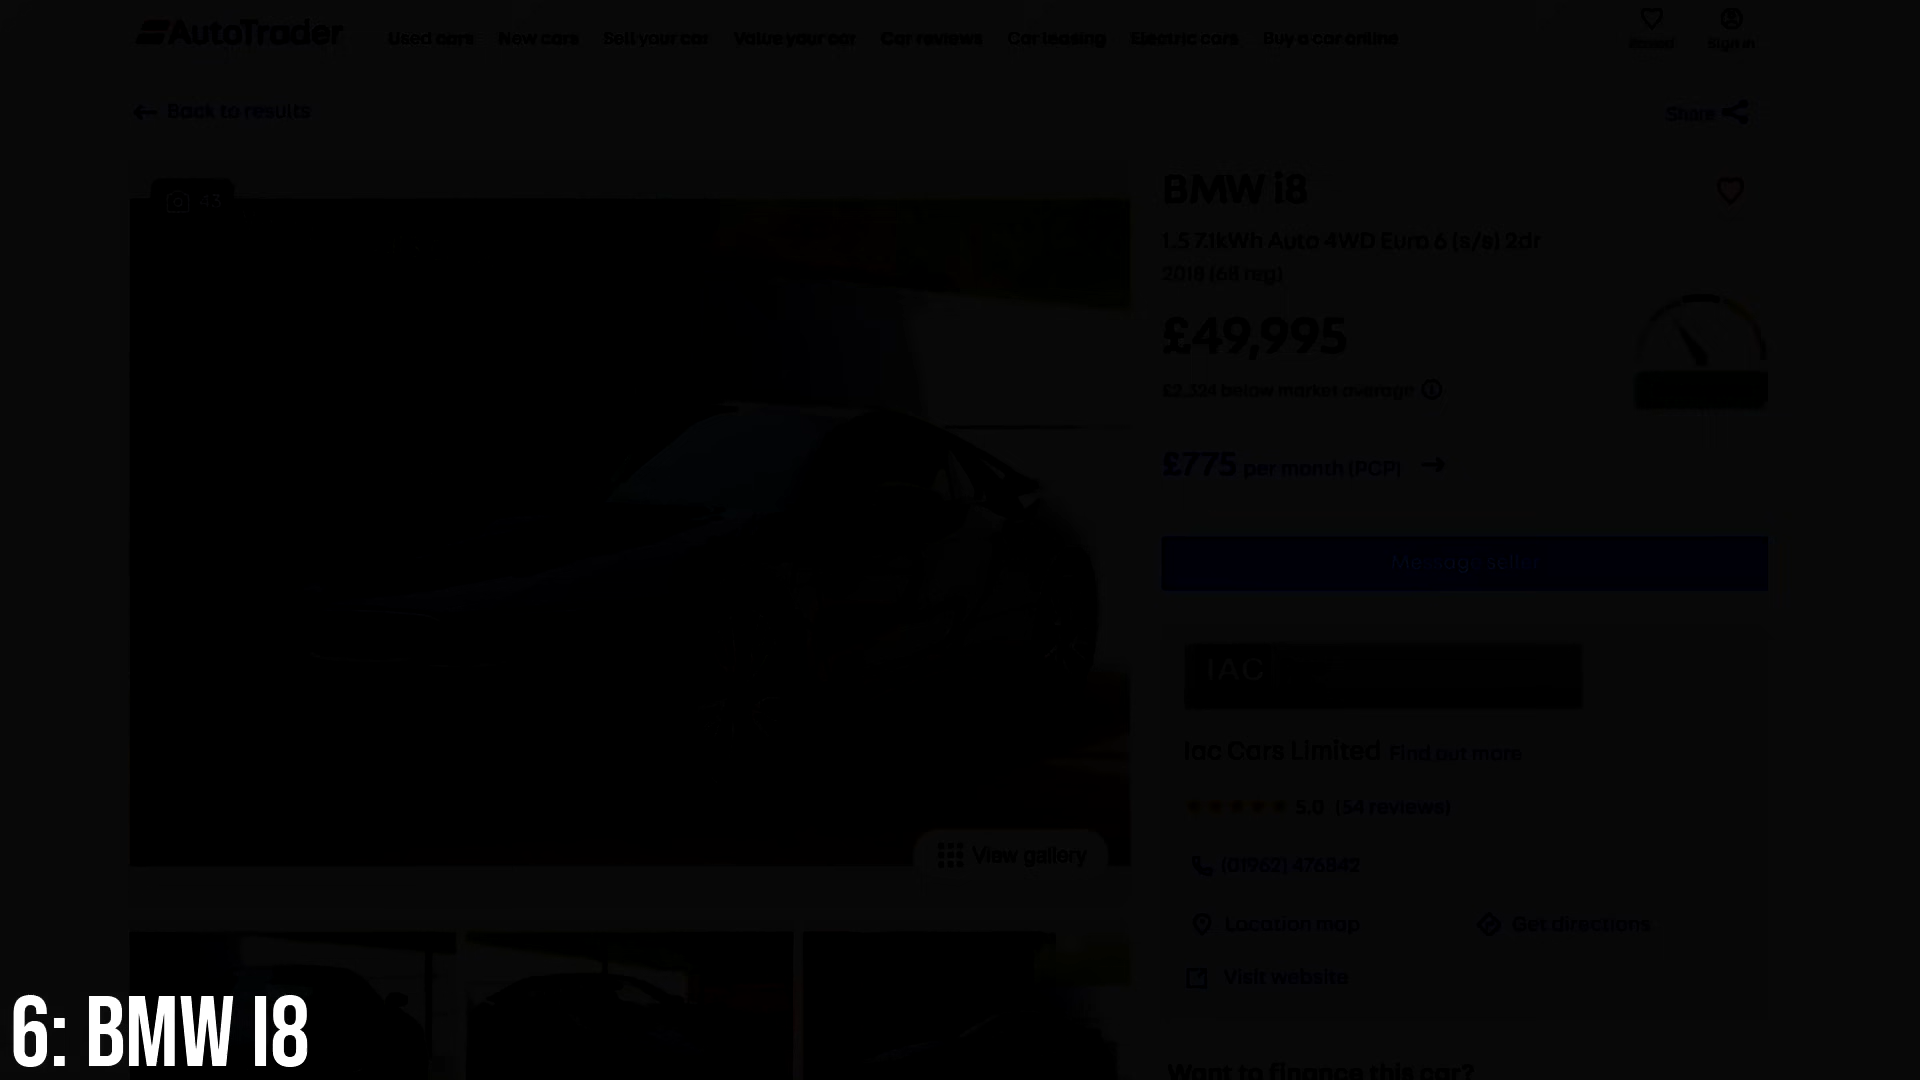 AutoTrader
Used cars New cars Sell your car Value your car Car reviews Car leasing Electric cars Buy a car online
Saved Sign in
Back to results
Share
43
BMW i8
1.5 7.1kWh Auto 4WD Euro 6 (s/s) 2dr
2018 (68 reg)
£49,995
£2,324 below market average
£775 per month (PCP)
Message seller
IAC
Iac Cars Limited Find out more
5.0 (54 reviews)
View gallery
(01962) 476842
Location map Get directions
Visit website
Want to finance this car?
6: BMW I8